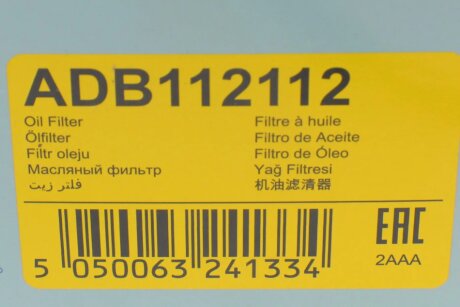 ADB112112
Oil Filter
Ölfilter
Filtr oleju
Масляный фильтр
فلتر زيت
Filtre à huile
Filtro de Aceite
Filtro de Óleo
Yağ Filtresi
机油滤清器
EAC
2AAA
5 050063 241334